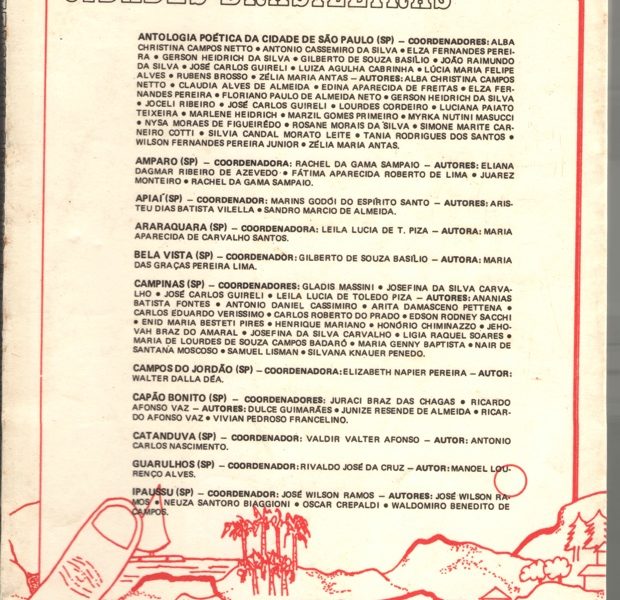 CIDADES BRASILEIRAS
ANTOLOGIA POÉTICA DA CIDADE DE SÃO PAULO (SP) – COORDENADORES: ALBA
CHRISTINA CAMPOS NETTO ● ANTONIO CASSEMIRO DA SILVA ● ELZA FERNANDES PEREI-
RA ● GERSON HEIDRICH DA SILVA ● GILBERTO DE SOUZA BASÍLIO ● JOÃO RAIMUNDO
DA SILVA ● JOSÉ CARLOS GUIRELI ● LUIZA AGULHA CABRINHA ● LÚCIA MARIA FELIPE
ALVES ● RUBENS BROSSO ● ZÉLIA MARIA ANTAS – AUTORES: ALBA CHRISTINA CAMPOS
NETTO ● CLAUDIA ALVES DE ALMEIDA ● EDINA APARECIDA DE FREITAS ● ELZA FER-
NANDES PEREIRA ● FLORIANO PAULO DE ALMEIDA NETO ● GERSON HEIDRICH DA SILVA
● JOCELI RIBEIRO ● JOSÉ CARLOS GUIRELI ● LOURDES CORDEIRO ● LUCIANA PAIATO
TEIXEIRA ● MARLENE HEIDRICH ● MARZIL GOMES PRIMEIRO ● MYRKA NUTINI MASUCCI
● NYSA MORAES DE FIGUEIRÊDO ● ROSANE MORAIS DA SILVA ● SIMONE MARITE CAR-
NEIRO COTTI ● SILVIA CANDAL MORATO LEITE ● TANIA RODRIGUES DOS SANTOS ●
WILSON FERNANDES PEREIRA JUNIOR ● ZÉLIA MARIA ANTAS.
AMPARO (SP) – COORDENADORA: RACHEL DA GAMA SAMPAIO – AUTORES: ELIANA
DAGMAR RIBEIRO DE AZEVEDO ● FÁTIMA APARECIDA ROBERTO DE LIMA ● JUAREZ
MONTEIRO ● RACHEL DA GAMA SAMPAIO.
APIAÍ (SP) – COORDENADOR: MARINS GODÓI DO ESPÍRITO SANTO – AUTORES: ARIS-
TEU DIAS BATISTA VILELLA ● SANDRO MARCIO DE ALMEIDA.
ARARAQUARA (SP) – COORDENADORA: LEILA LUCIA DE T. PIZA – AUTORA: MARIA
APARECIDA DE CARVALHO SANTOS.
BELA VISTA (SP) – COORDENADOR: GILBERTO DE SOUZA BASÍLIO – AUTORA: MARIA
DAS GRAÇAS PEREIRA LIMA.
CAMPINAS (SP) – COORDENADORES: GLADIS MASSINI ● JOSEFINA DA SILVA CARVA-
LHO ● JOSÉ CARLOS GUIRELI ● LEILA LUCIA DE TOLEDO PIZA – AUTORES: ANANIAS
BATISTA FONTES ● ANTONIO DANIEL CASSIMIRO ● ARITA DAMASCENO PETTENA ●
CARLOS EDUARDO VERISSIMO ● CARLOS ROBERTO DO PRADO ● EDSON RODNEY SACCHI
● ENID MARIA BESTETI PIRES ● HENRIQUE MARIANO ● HONÓRIO CHIMINAZZO ● JEHO-
VAH BRAZ DO AMARAL ● JOSEFINA DA SILVA CARVALHO ● LIGIA RAQUEL SOARES ●
MARIA DE LOURDES DE SOUZA CAMPOS BADARÓ ● MARIA GENNY BAPTISTA ● NAIR DE
SANTANA MOSCOSO ● SAMUEL LISMAN ● SILVANA KNAUER PENEDO.
CAMPOS DO JORDÃO (SP) – COORDENADORA: ELIZABETH NAPIER PEREIRA – AUTOR:
WALTER DALLA DÉA.
CAPÃO BONITO (SP) – COORDENADORES: JURACI BRAZ DAS CHAGAS ● RICARDO
AFONSO VAZ – AUTORES: DULCE GUIMARÃES ● JUNIZE RESENDE DE ALMEIDA ● RICAR-
DO AFONSO VAZ ● VIVIAN PEDROSO FRANCELINO.
CATANDUVA (SP) – COORDENADOR: VALDIR VALTER AFONSO – AUTOR: ANTONIO
CARLOS NASCIMENTO.
GUARULHOS (SP) – COORDENADOR: RIVALDO JOSÉ DA CRUZ – AUTOR: MANOEL LOU-
RENÇO ALVES.
IPAUSSU (SP) – COORDENADOR: JOSÉ WILSON RAMOS – AUTORES: JOSÉ WILSON RA-
MOS ● NEUZA SANTORO BIAGGIONI ● OSCAR CREPALDI ● WALDOMIRO BENEDITO DE
CAMPOS.